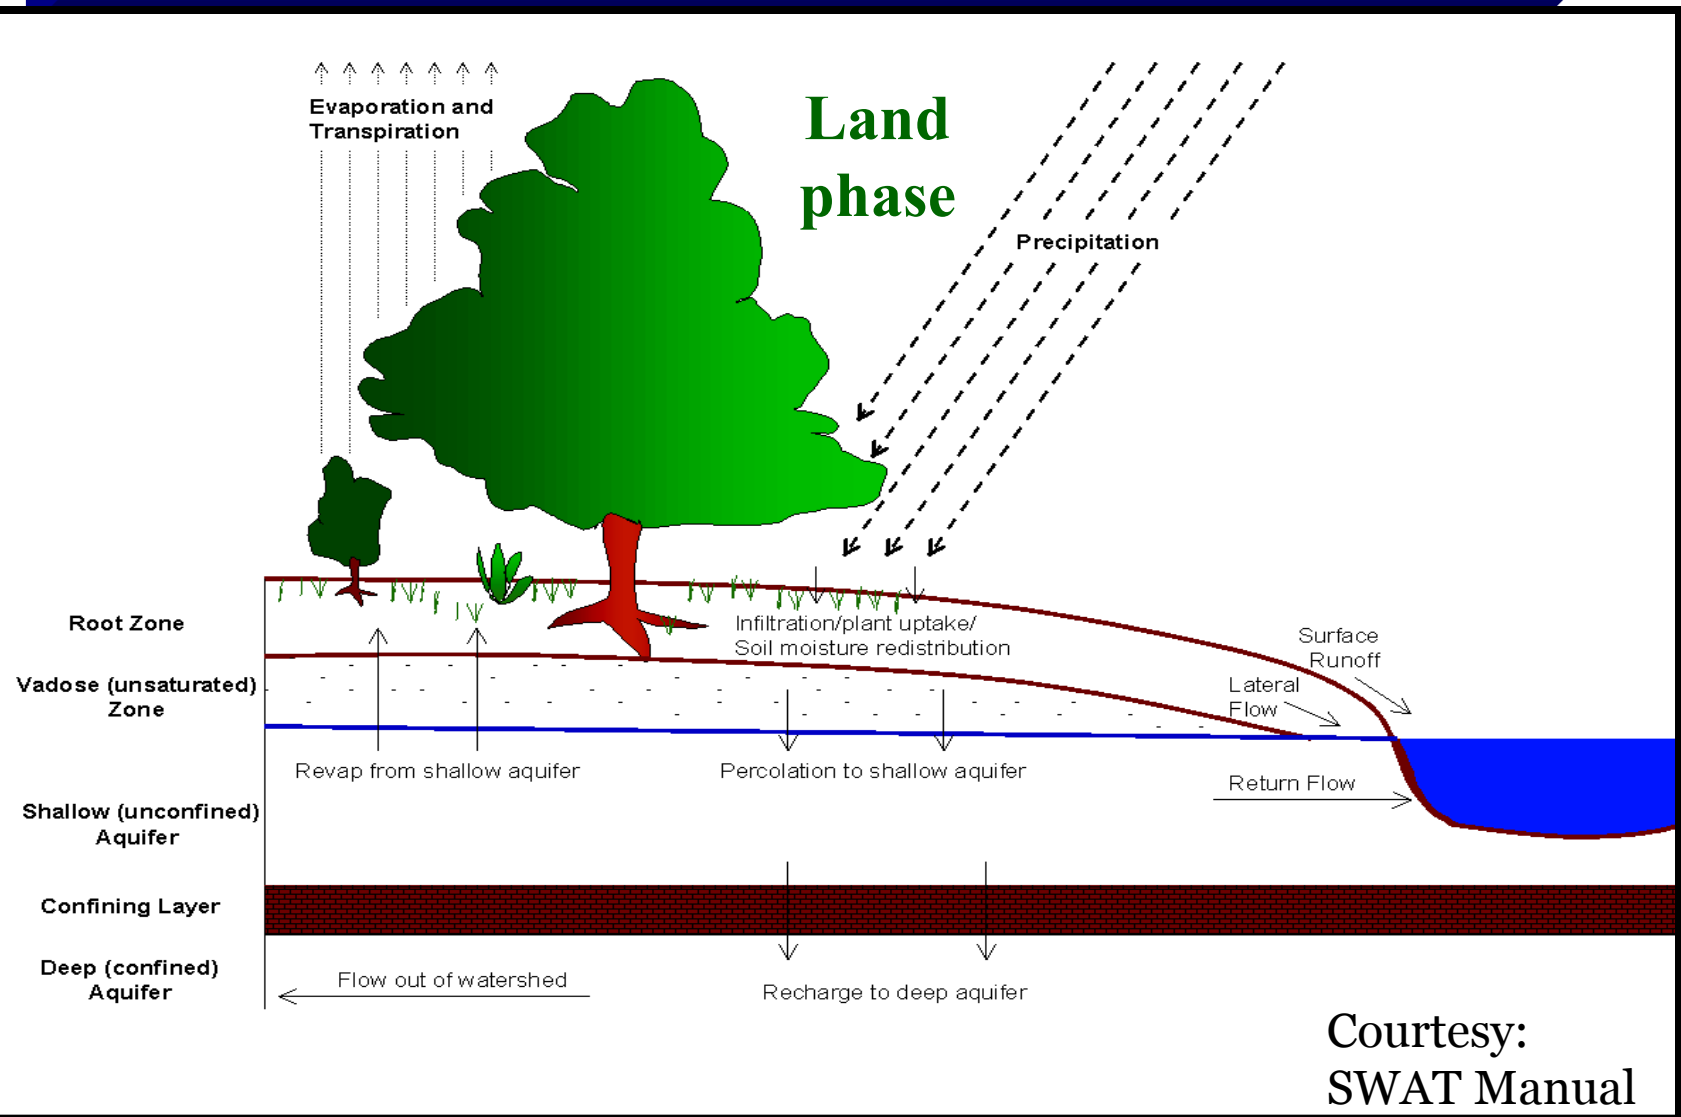 Evaporation and
Transpiration
Land
phase
Precipitation
Root Zone
Infiltration/plant uptake/
Soil moisture redistribution
Surface
Runoff
Vadose (unsaturated)
Zone
Lateral
Flow
Revap from shallow aquifer
Percolation to shallow aquifer
Return Flow
Shallow (unconfined)
Aquifer
Confining Layer
Deep (confined)
Aquifer
Flow out of watershed
Recharge to deep aquifer
Courtesy:
SWAT Manual